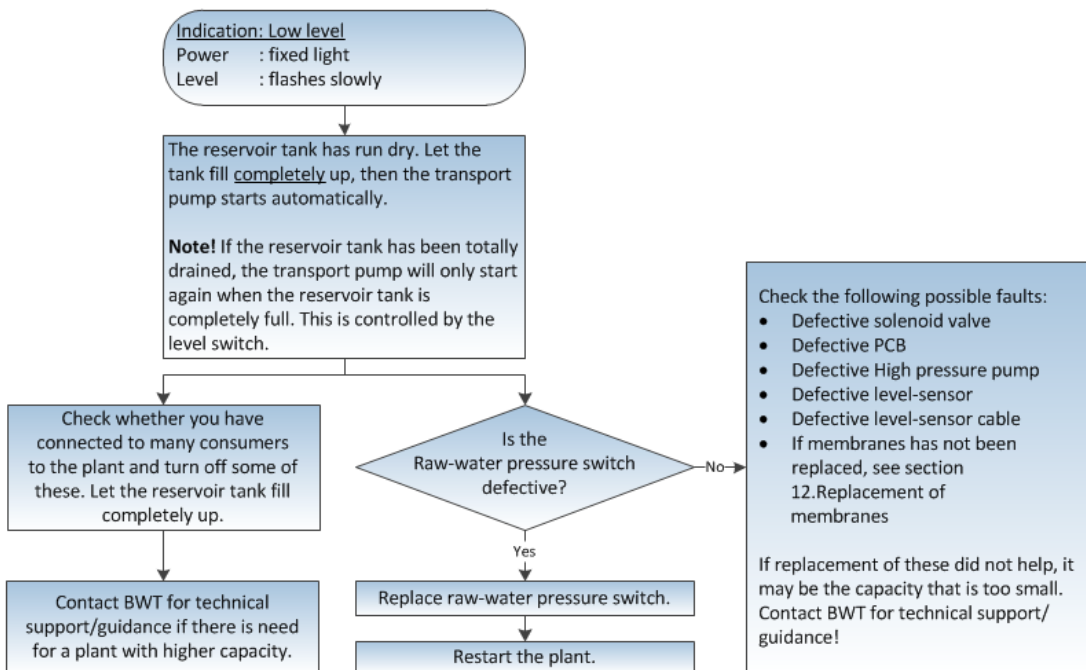 Indication: Low level
Power : fixed light
Level : flashes slowly
The reservoir tank has run dry. Let the
tank fill completely up, then the transport
pump starts automatically.
Note! If the reservoir tank has been totally
drained, the transport pump will only start
again when the reservoir tank is
completely full. This is controlled by the
level switch.
Check whether you have
connected to many consumers
to the plant and turn off some of
these. Let the reservoir tank fill
completely up.
Contact BWT for technical
support/guidance if there is need
for a plant with higher capacity.
Is the
Raw-water pressure switch
defective?
No
Yes
Replace raw-water pressure switch.
Restart the plant.
Check the following possible faults:
• Defective solenoid valve
• Defective PCB
• Defective High pressure pump
• Defective level-sensor
• Defective level-sensor cable
• If membranes has not been
replaced, see section
12.Replacement of
membranes
If replacement of these did not help, it
may be the capacity that is too small.
Contact BWT for technical support/
guidance!